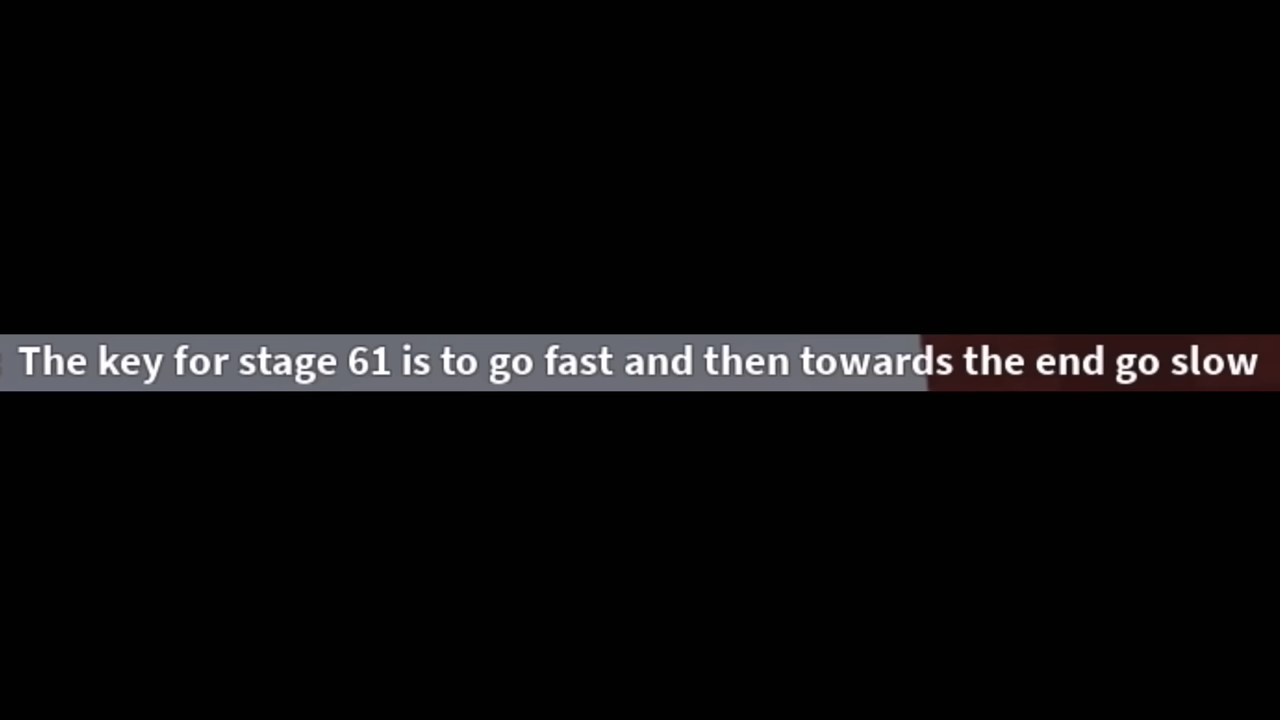 The key for stage 61 is to go fast and then towards the end go slow